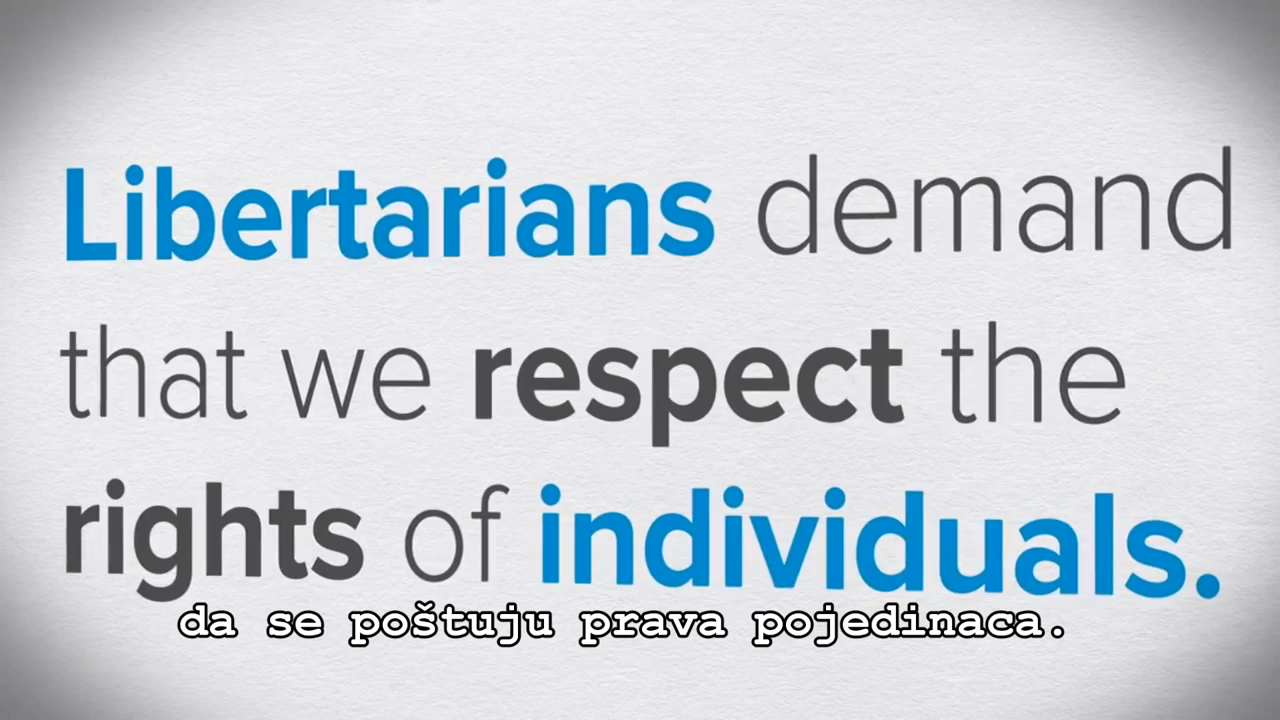 Libertarians demand
that we respect the
rights of individuals.
da se poštuju prava pojedinaca.